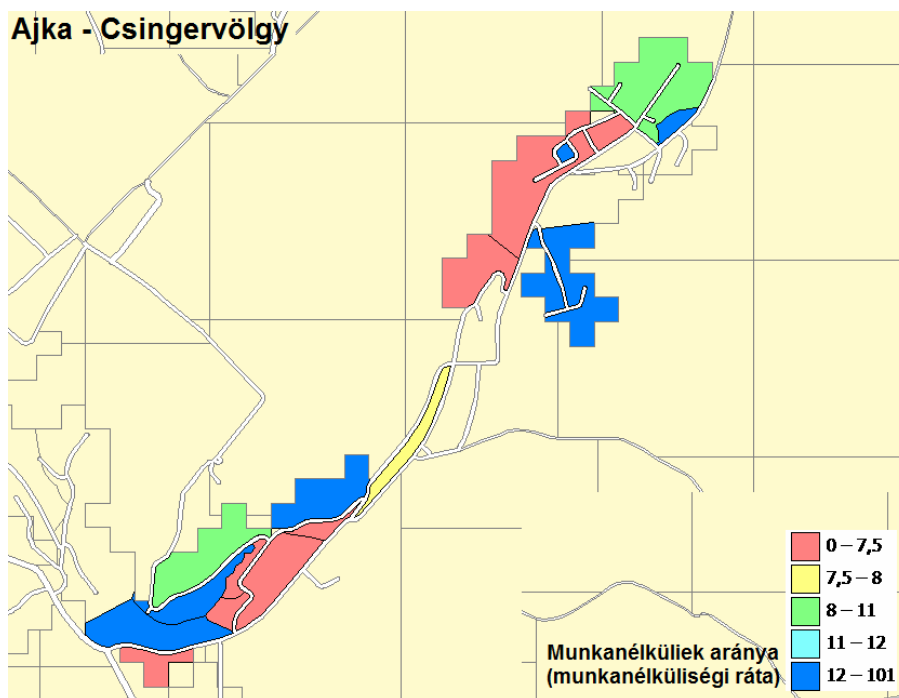 Ajka - Csingervölgy
0 – 7,5
7,5 – 8
8 – 11
11 – 12
12 – 101
Munkanélküliek aránya
(munkanélküliségi ráta)